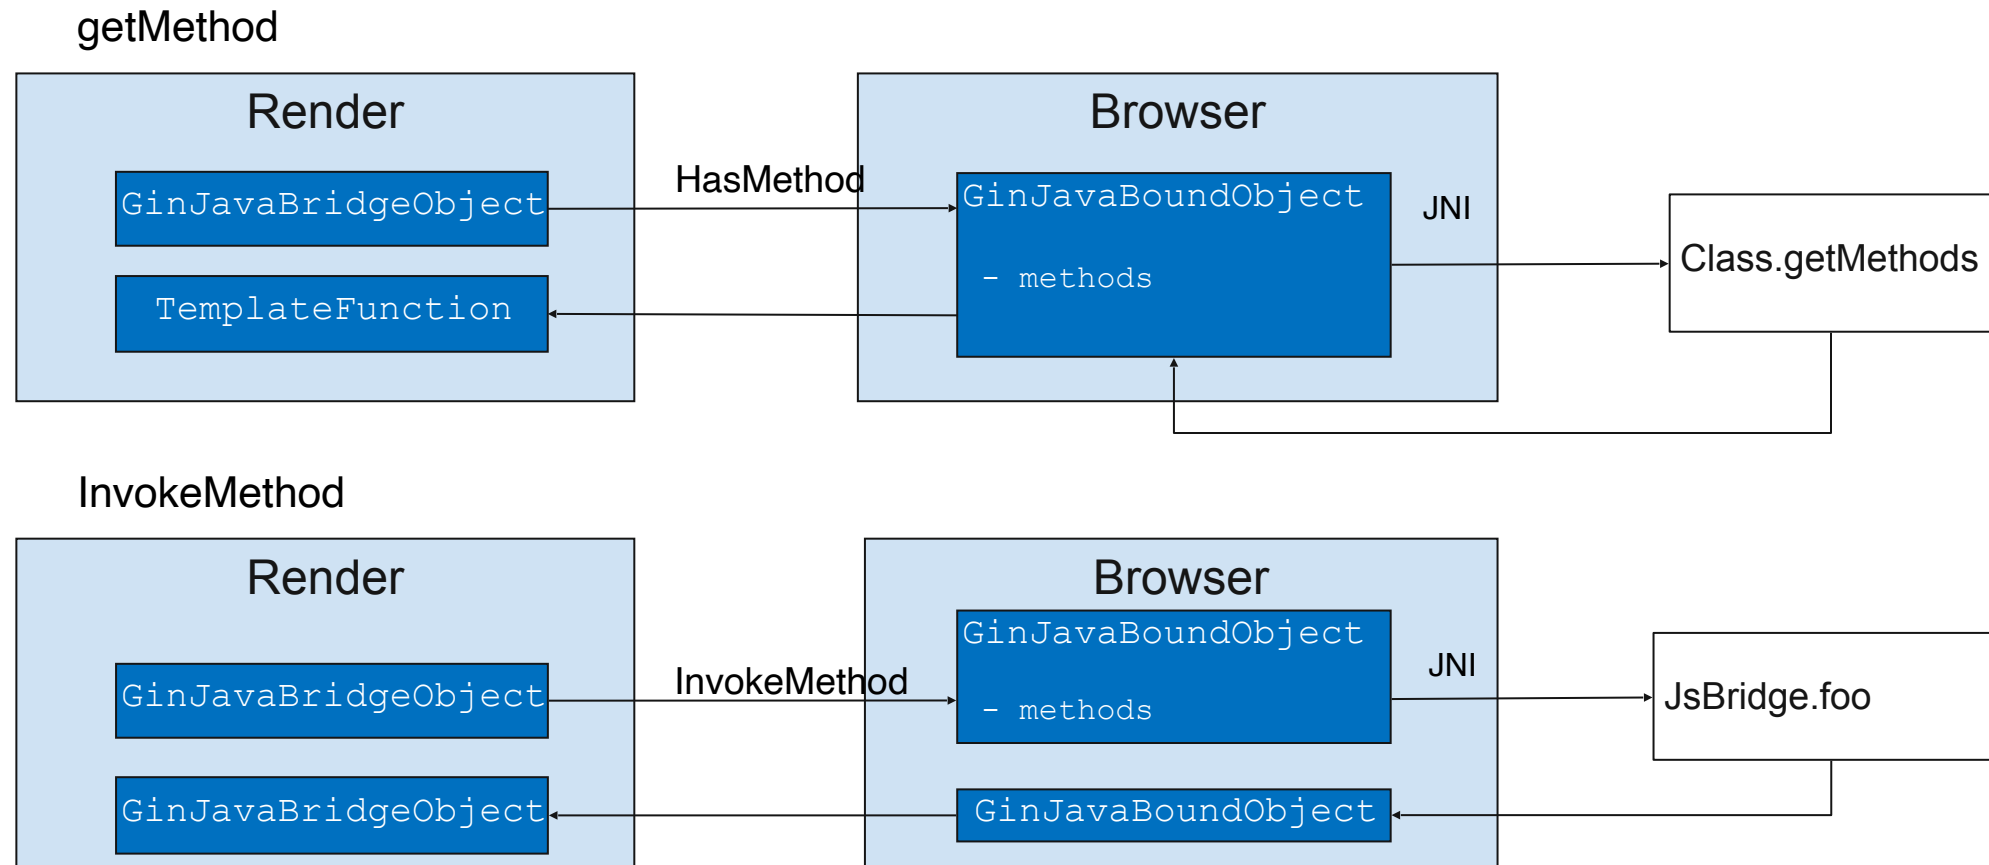 getMethod
Render
Browser
GinJavaBridgeObject
HasMethod
GinJavaBoundObject
JNI
- methods
Class.getMethods
TemplateFunction
InvokeMethod
Render
Browser
GinJavaBridgeObject
InvokeMethod
GinJavaBoundObject
JNI
- methods
JsBridge.foo
GinJavaBridgeObject
GinJavaBoundObject